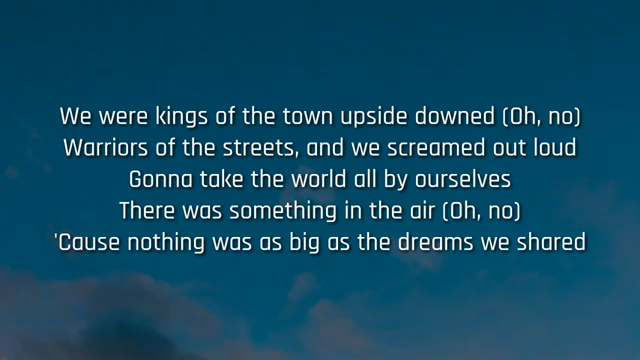 We were kings of the town upside downed (Oh, no)
Warriors of the streets, and we screamed out loud
Gonna take the world all by ourselves
There was something in the air (Oh, no)
'Cause nothing was as big as the dreams we shared